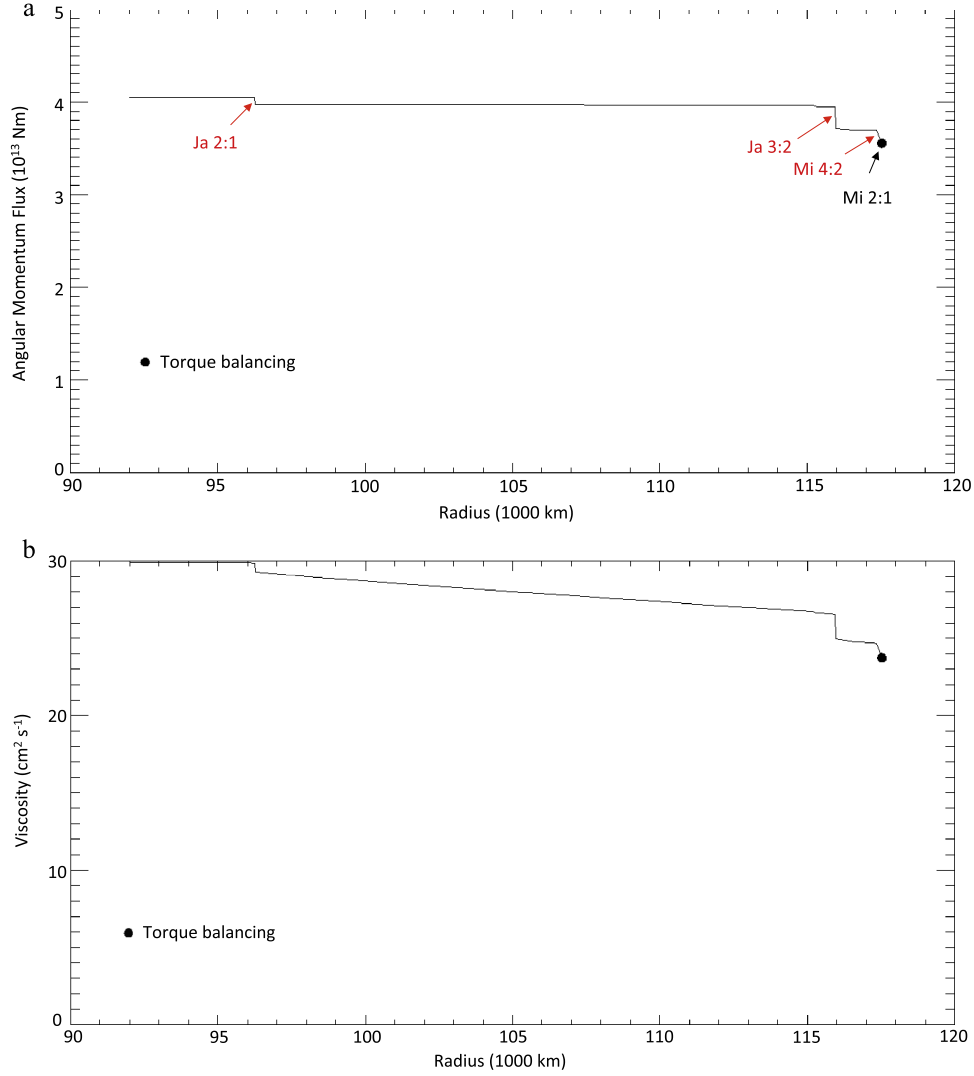 a
5
4
3
2
1
0
Angular Momentum Flux (10¹³ Nm)
Ja 2:1
Ja 3:2
Mi 4:2
Mi 2:1
Torque balancing
90 95 100 105 110 115 120
Radius (1000 km)
b
30
20
10
0
Viscosity (cm² s⁻¹)
Torque balancing
90 95 100 105 110 115 120
Radius (1000 km)